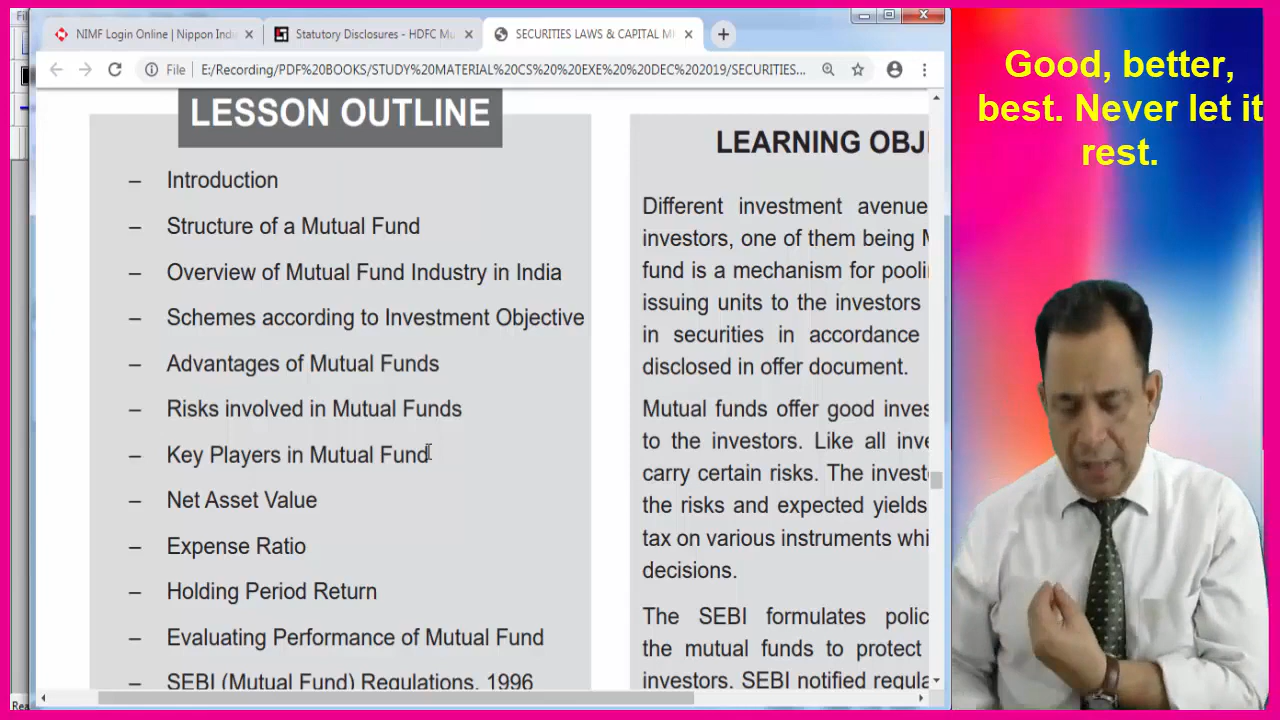 NIMF Login Online | Nippon Ind
Statutory Disclosures - HDFC Mu
SECURITIES LAWS & CAPITAL M
File
E:/Recording/PDF%20BOOKS/STUDY%20MATERIAL%20CS%20%20EXE%20%20DEC%202019/SECURITIES...
Good, better,
best. Never let it
rest.
LESSON OUTLINE
– Introduction
– Structure of a Mutual Fund
– Overview of Mutual Fund Industry in India
– Schemes according to Investment Objective
– Advantages of Mutual Funds
– Risks involved in Mutual Funds
– Key Players in Mutual Fund
– Net Asset Value
– Expense Ratio
– Holding Period Return
– Evaluating Performance of Mutual Fund
– SEBI (Mutual Fund) Regulations, 1996
LEARNING OBJ
Different investment avenue
investors, one of them being M
fund is a mechanism for pooli
issuing units to the investors
in securities in accordance
disclosed in offer document.
Mutual funds offer good inves
to the investors. Like all inve
carry certain risks. The invest
the risks and expected yields
tax on various instruments whi
decisions.
The SEBI formulates polic
the mutual funds to protect
investors. SEBI notified regula